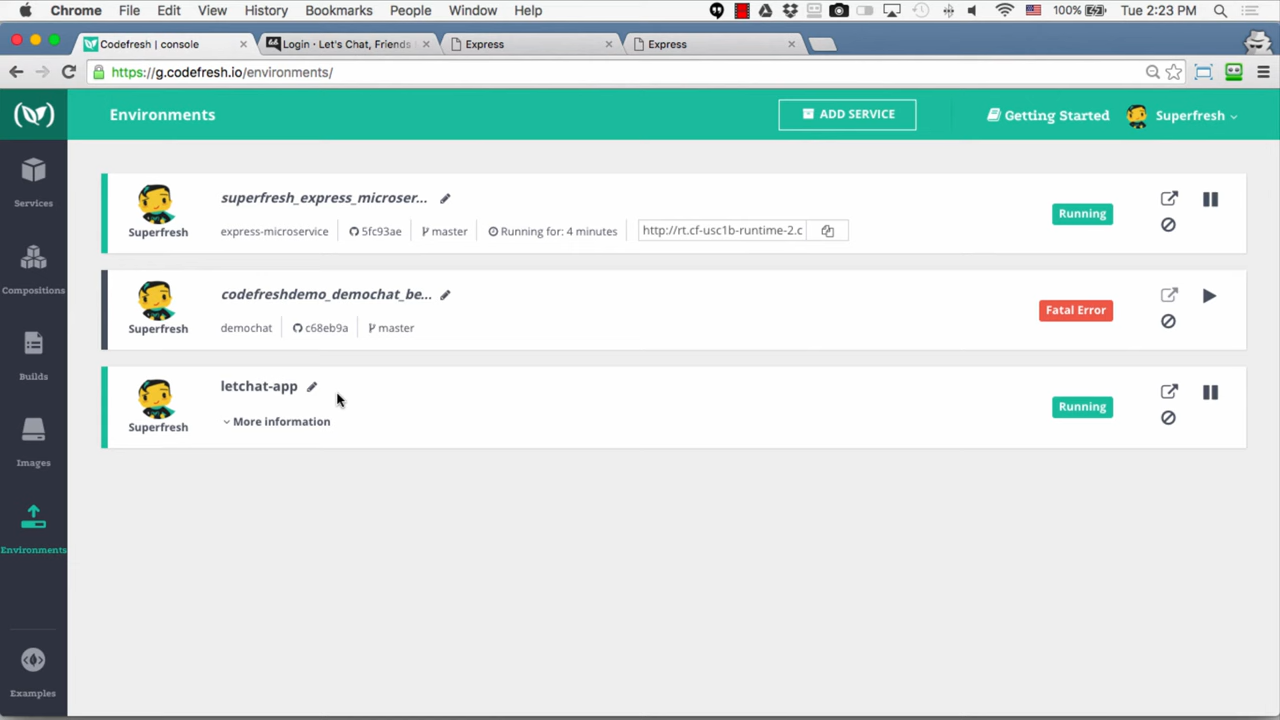 Chrome File Edit View History Bookmarks People Window Help 100% Tue 2:23 PM
Codefresh | console Login · Let's Chat, Friends Express Express
https://g.codefresh.io/environments/
Environments ADD SERVICE Getting Started Superfresh
Services
Compositions
Builds
Images
Environments
Examples
superfresh_express_microser...
Superfresh express-microservice 5fc93ae master Running for: 4 minutes http://rt.cf-usc1b-runtime-2.c Running
codefreshdemo_demochat_be...
Superfresh demochat c68eb9a master Fatal Error
letchat-app
Superfresh More information Running